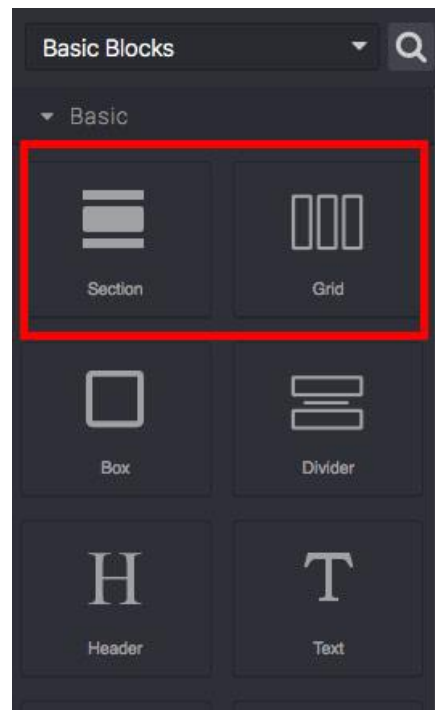 Basic Blocks
Basic
Section Grid
Box Divider
H T
Header Text